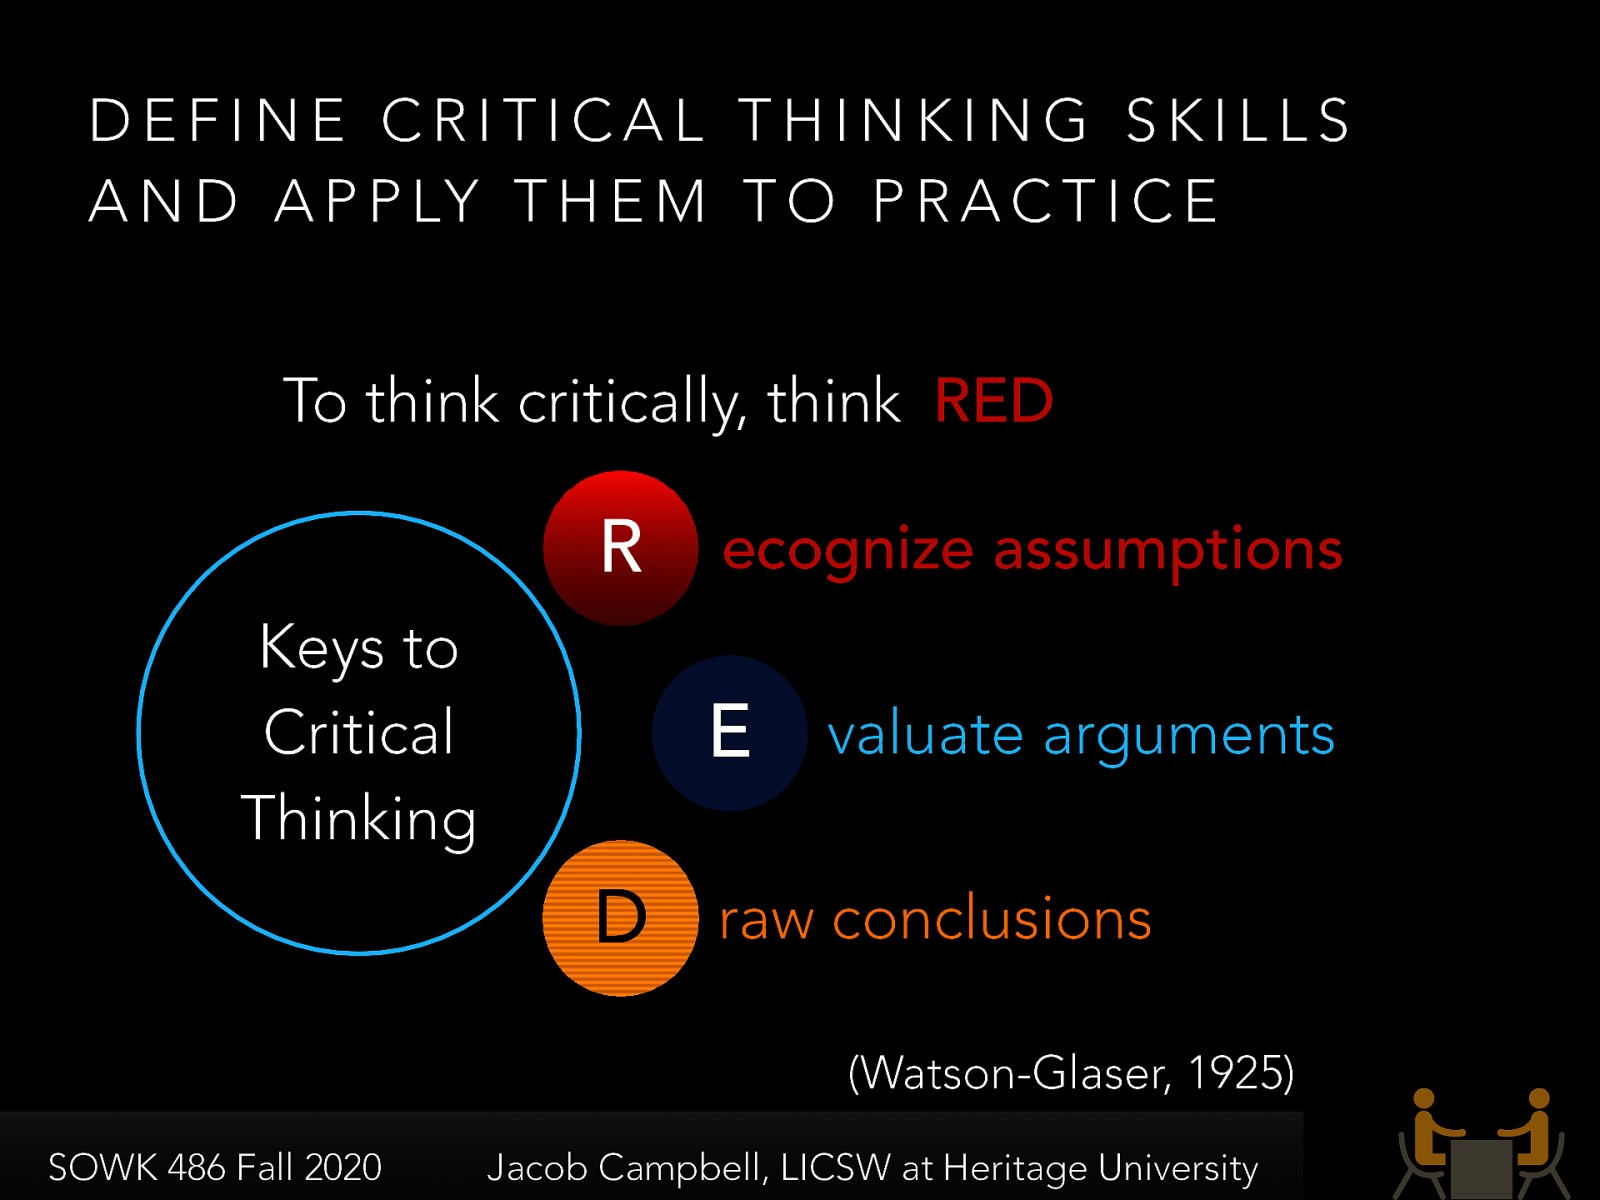 DEFINE CRITICAL THINKING SKILLS
AND APPLY THEM TO PRACTICE
To think critically, think RED
R ecognize assumptions
Keys to
Critical
Thinking
E valuate arguments
D raw conclusions
(Watson-Glaser, 1925)
SOWK 486 Fall 2020 Jacob Campbell, LICSW at Heritage University